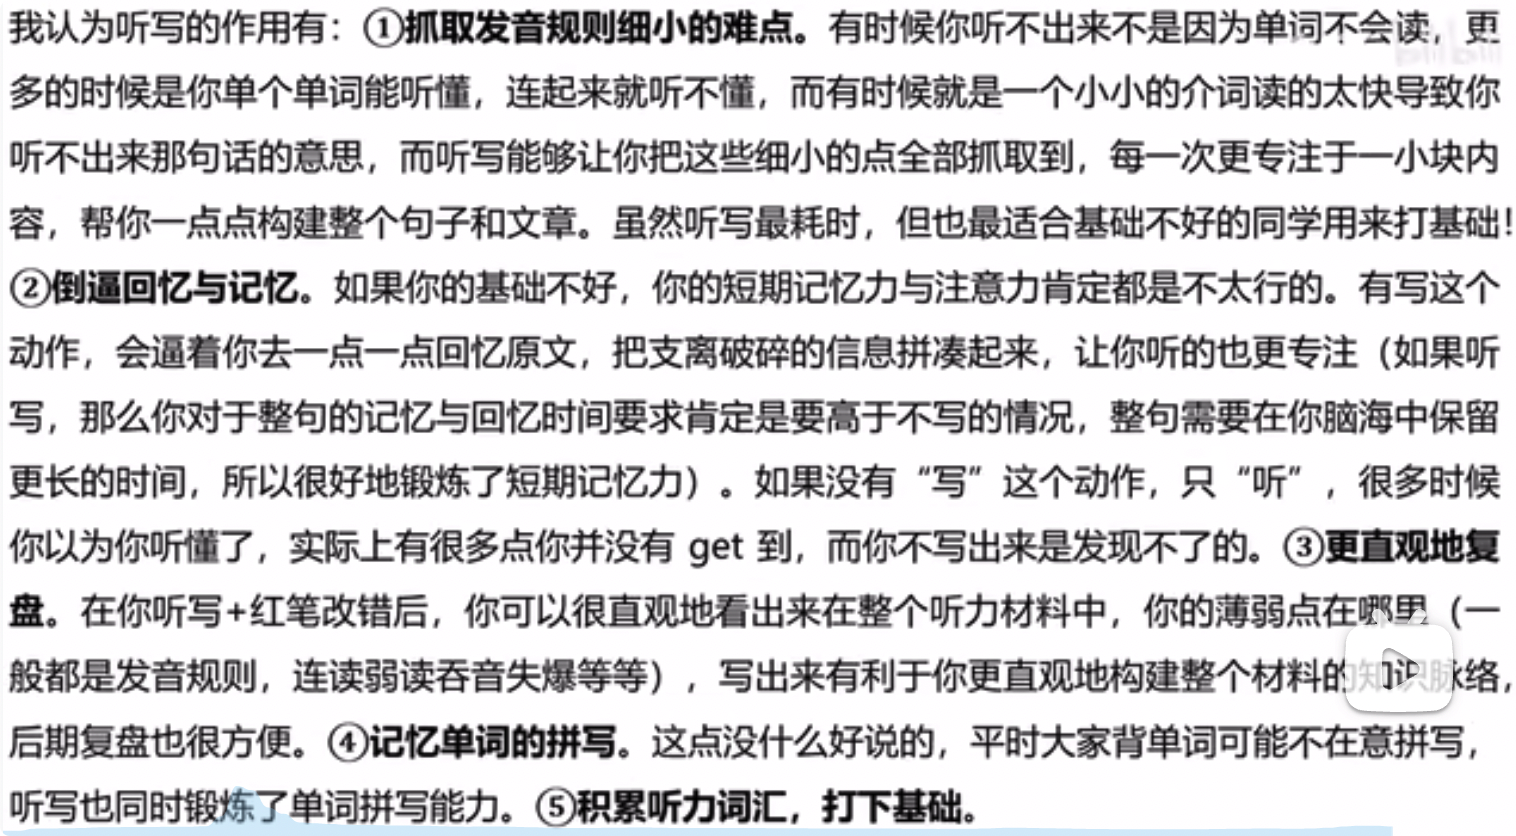 我认为听写的作用有：①抓取发音规则细小的难点。有时候你听不出来不是因为单词不会读，更
多的时候是你单个单词能听懂，连起来就听不懂，而有时候就是一个小小的介词读的太快导致你
听不出来那句话的意思，而听写能够让你把这些细小的点全部抓取到，每一次更专注于一小块内
容，帮你一点点构建整个句子和文章。虽然听写最耗时，但也最适合基础不好的同学用来打基础！
②倒逼回忆与记忆。如果你的基础不好，你的短期记忆力与注意力肯定都是不太行的。有写这个
动作，会逼着你去一点一点回忆原文，把支离破碎的信息拼凑起来，让你听的也更专注（如果听
写，那么你对于整句的记忆与回忆时间要求肯定是要高于不写的情况，整句需要在你脑海中保留
更长的时间，所以很好地锻炼了短期记忆力）。如果没有“写”这个动作，只“听”，很多时候
你以为你听懂了，实际上有很多点你并没有 get 到，而你不写出来是发现不了的。③更直观地复
盘。在你听写+红笔改错后，你可以很直观地看出来在整个听力材料中，你的薄弱点在哪里（一
般都是发音规则，连读弱读吞音失爆等等），写出来有利于你更直观地构建整个材料的知识脉络，
后期复盘也很方便。④记忆单词的拼写。这点没什么好说的，平时大家背单词可能不在意拼写，
听写也同时锻炼了单词拼写能力。⑤积累听力词汇，打下基础。